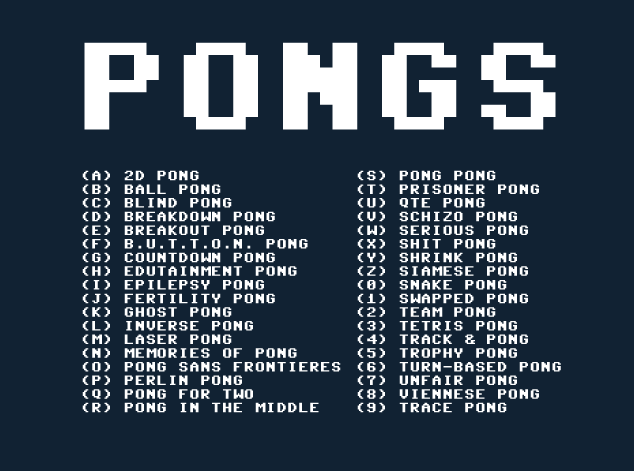 PONGS
(A) 2D PONG
(B) BALL PONG
(C) BLIND PONG
(D) BREAKDOWN PONG
(E) BREAKOUT PONG
(F) B.U.T.T.O.N. PONG
(G) COUNTDOWN PONG
(H) EDUTAINMENT PONG
(I) EPILEPSY PONG
(J) FERTILITY PONG
(K) GHOST PONG
(L) INVERSE PONG
(M) LASER PONG
(N) MEMORIES OF PONG
(O) PONG SANS FRONTIERES
(P) PERLIN PONG
(Q) PONG FOR TWO
(R) PONG IN THE MIDDLE
(S) PONG PONG
(T) PRISONER PONG
(U) QTE PONG
(V) SCHIZO PONG
(W) SERIOUS PONG
(X) SHIT PONG
(Y) SHRINK PONG
(Z) SIAMESE PONG
(0) SNAKE PONG
(1) SWAPPED PONG
(2) TEAM PONG
(3) TETRIS PONG
(4) TRACK & PONG
(5) TROPHY PONG
(6) TURN-BASED PONG
(7) UNFAIR PONG
(8) VIENNESE PONG
(9) TRACE PONG